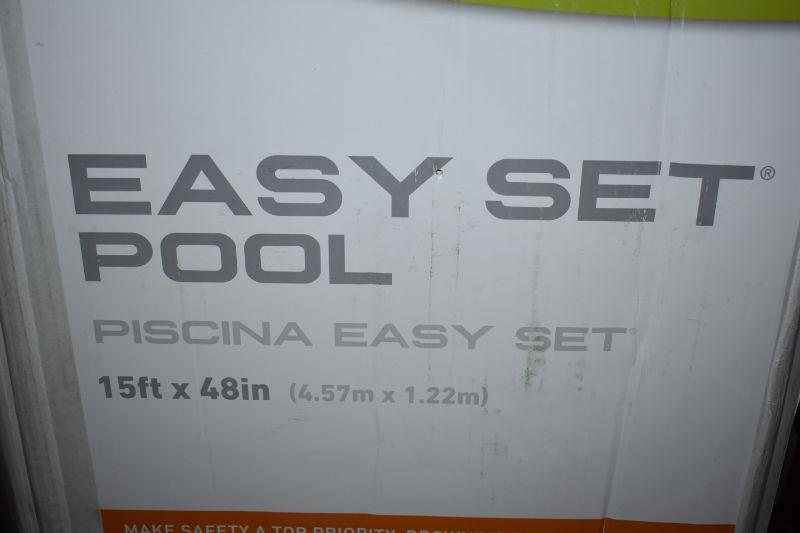 EASY SET®
POOL
PISCINA EASY SET
15ft x 48in (4.57m x 1.22m)
MAKE SAFETY A TOP PRIORITY.